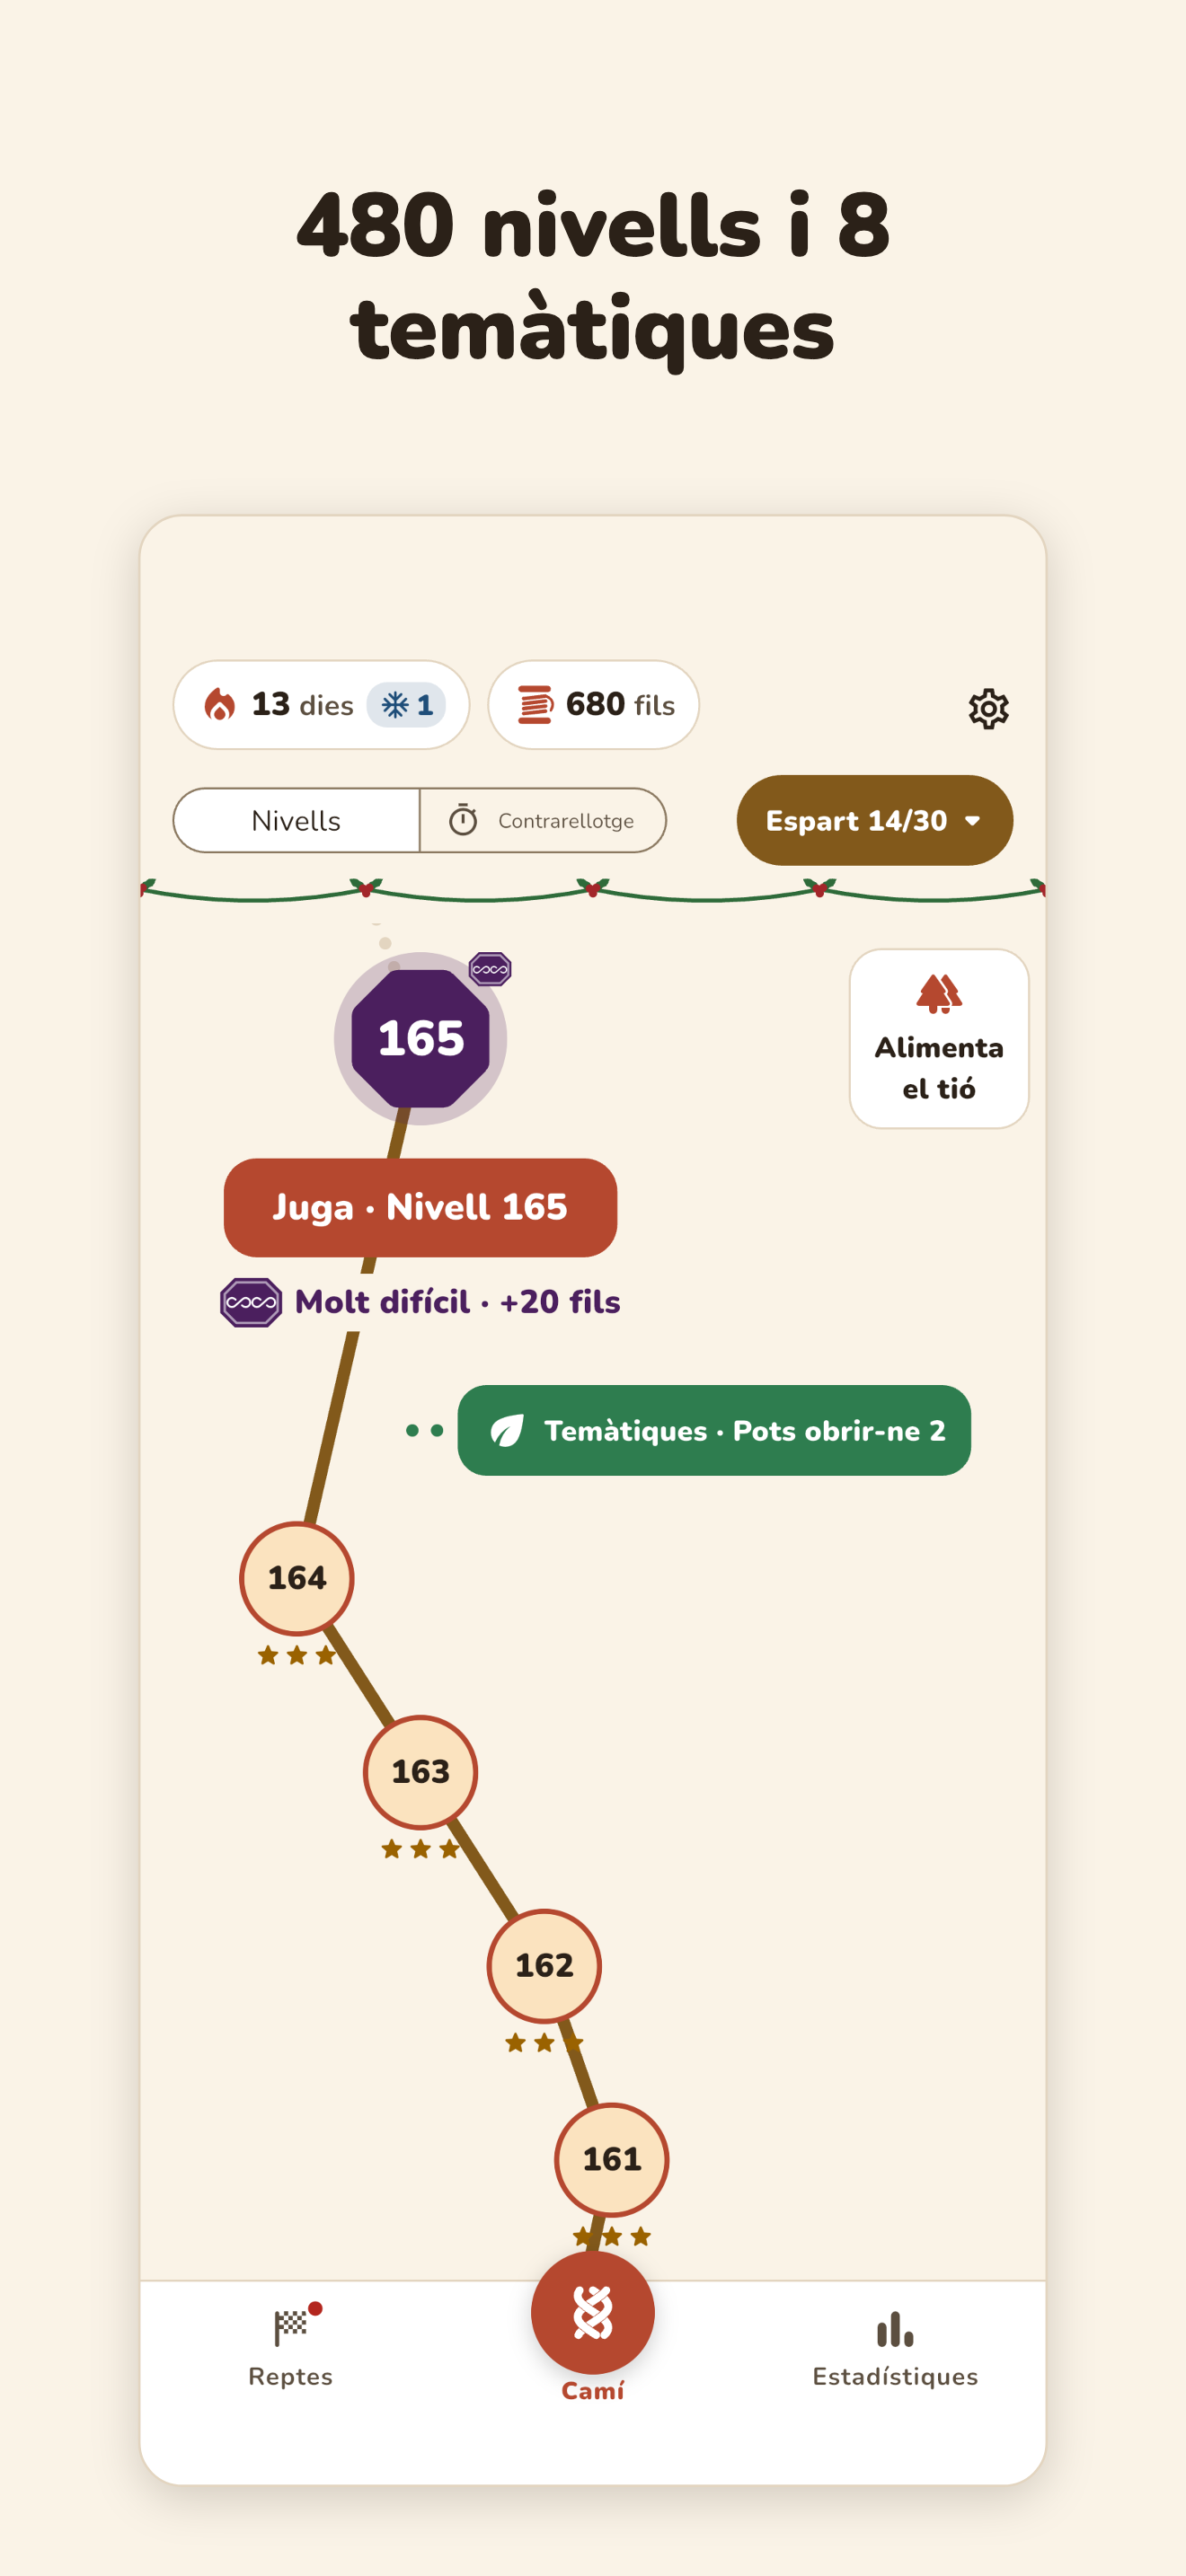 480 nivells i 8
temàtiques
13 dies 1 680 fils
Nivells Contrarellotge Espart 14/30
165
Alimenta
el tió
Juga · Nivell 165
Molt difícil · +20 fils
Temàtiques · Pots obrir-ne 2
164
163
162
161
Reptes Camí Estadístiques